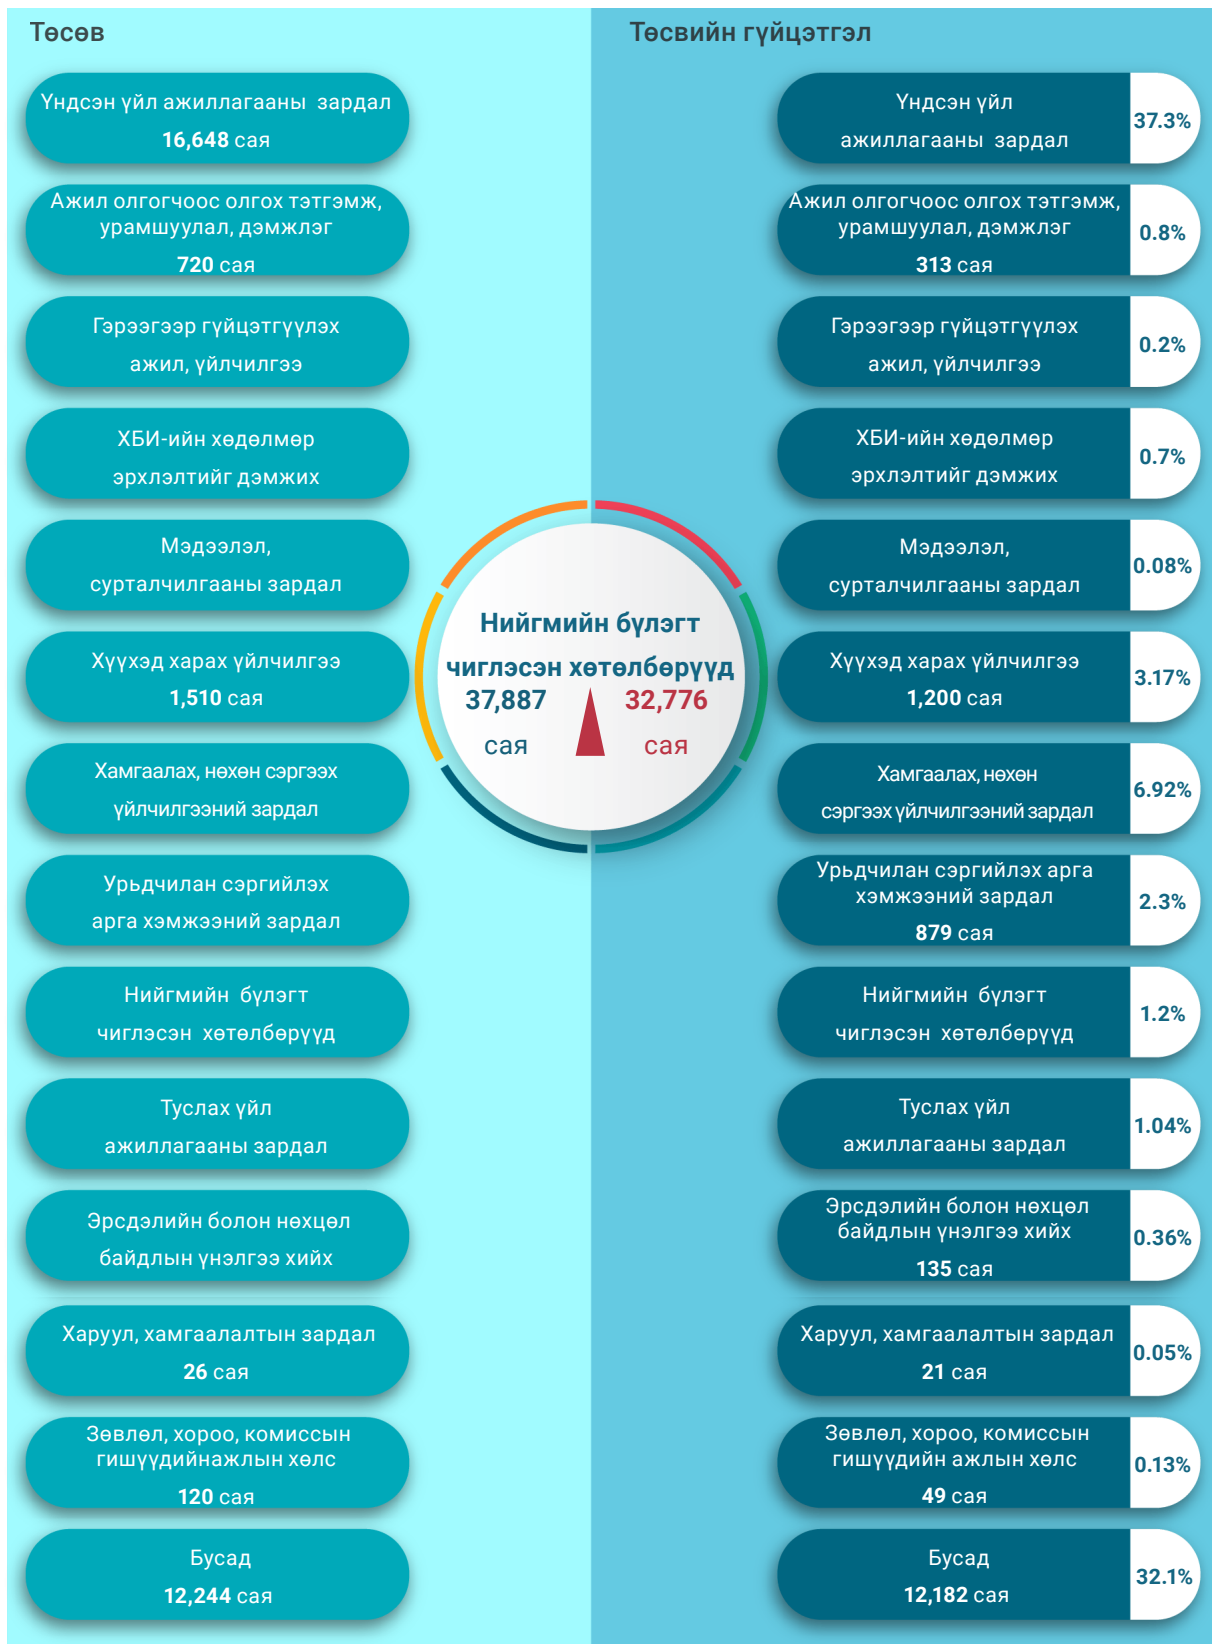 Төсөв
Үндсэн үйл ажиллагааны зардал
16,648 сая
Ажил олгогчоос олгох тэтгэмж,
урамшуулал, дэмжлэг
720 сая
Гэрээгээр гүйцэтгүүлэх
ажил, үйлчилгээ
ХБИ-ийн хөдөлмөр
эрхлэлтийг дэмжих
Мэдээлэл,
сурталчилгааны зардал
Хүүхэд харах үйлчилгээ
1,510 сая
Хамгаалах, нөхөн сэргээх
үйлчилгээний зардал
Урьдчилан сэргийлэх
арга хэмжээний зардал
Нийгмийн бүлэгт
чиглэсэн хөтөлбөрүүд
Туслах үйл
ажиллагааны зардал
Эрсдэлийн болон нөхцөл
байдлын үнэлгээ хийх
Харуул, хамгаалалтын зардал
26 сая
Зөвлөл, хороо, комиссын
гишүүдийнажлын хөлс
120 сая
Бусад
12,244 сая
Нийгмийн бүлэгт
чиглэсэн хөтөлбөрүүд
37,887
сая
32,776
сая
Төсвийн гүйцэтгэл
Үндсэн үйл
ажиллагааны зардал
37.3%
Ажил олгогчоос олгох тэтгэмж,
урамшуулал, дэмжлэг
313 сая
0.8%
Гэрээгээр гүйцэтгүүлэх
ажил, үйлчилгээ
0.2%
ХБИ-ийн хөдөлмөр
эрхлэлтийг дэмжих
0.7%
Мэдээлэл,
сурталчилгааны зардал
0.08%
Хүүхэд харах үйлчилгээ
1,200 сая
3.17%
Хамгаалах, нөхөн
сэргээх үйлчилгээний зардал
6.92%
Урьдчилан сэргийлэх арга
хэмжээний зардал
879 сая
2.3%
Нийгмийн бүлэгт
чиглэсэн хөтөлбөрүүд
1.2%
Туслах үйл
ажиллагааны зардал
1.04%
Эрсдэлийн болон нөхцөл
байдлын үнэлгээ хийх
135 сая
0.36%
Харуул, хамгаалалтын зардал
21 сая
0.05%
Зөвлөл, хороо, комиссын
гишүүдийн ажлын хөлс
49 сая
0.13%
Бусад
12,182 сая
32.1%